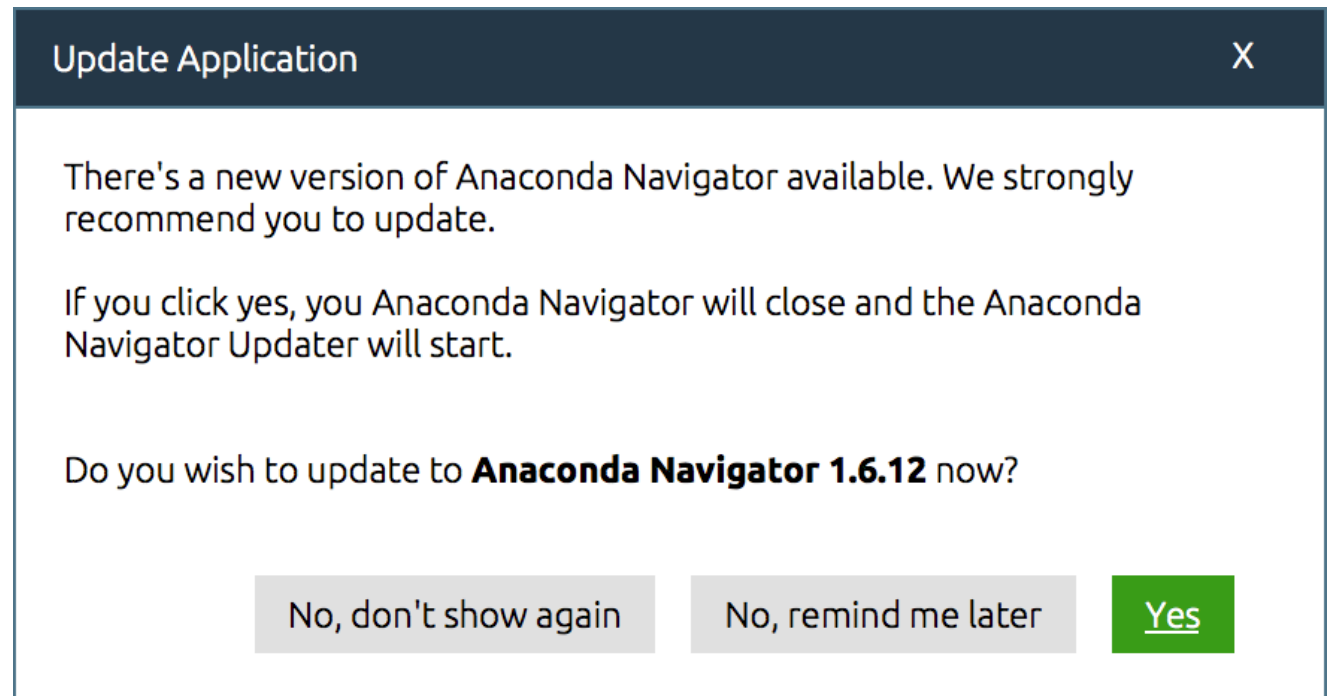 Update Application X
There's a new version of Anaconda Navigator available. We strongly
recommend you to update.
If you click yes, you Anaconda Navigator will close and the Anaconda
Navigator Updater will start.
Do you wish to update to Anaconda Navigator 1.6.12 now?
No, don't show again No, remind me later Yes